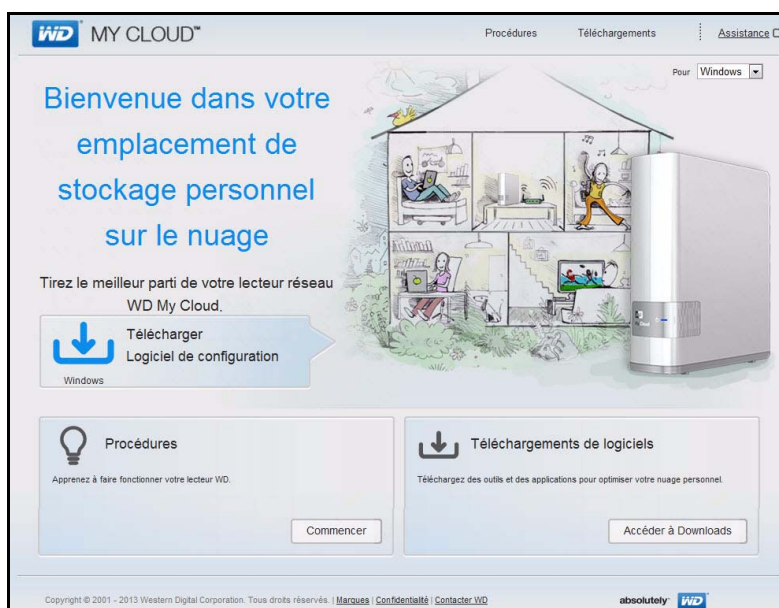 WD MY CLOUD™
Procédures
Téléchargements
Assistance
Pour Windows
Bienvenue dans votre
emplacement de
stockage personnel
sur le nuage
Tirez le meilleur parti de votre lecteur réseau
WD My Cloud.
Télécharger
Logiciel de configuration
Windows
Procédures
Apprenez à faire fonctionner votre lecteur WD.
Commencer
Téléchargements de logiciels
Téléchargez des outils et des applications pour optimiser votre nuage personnel.
Accéder à Downloads
Copyright © 2001 - 2013 Western Digital Corporation. Tous droits réservés. | Marques | Confidentialité | Contacter WD
absolutely WD